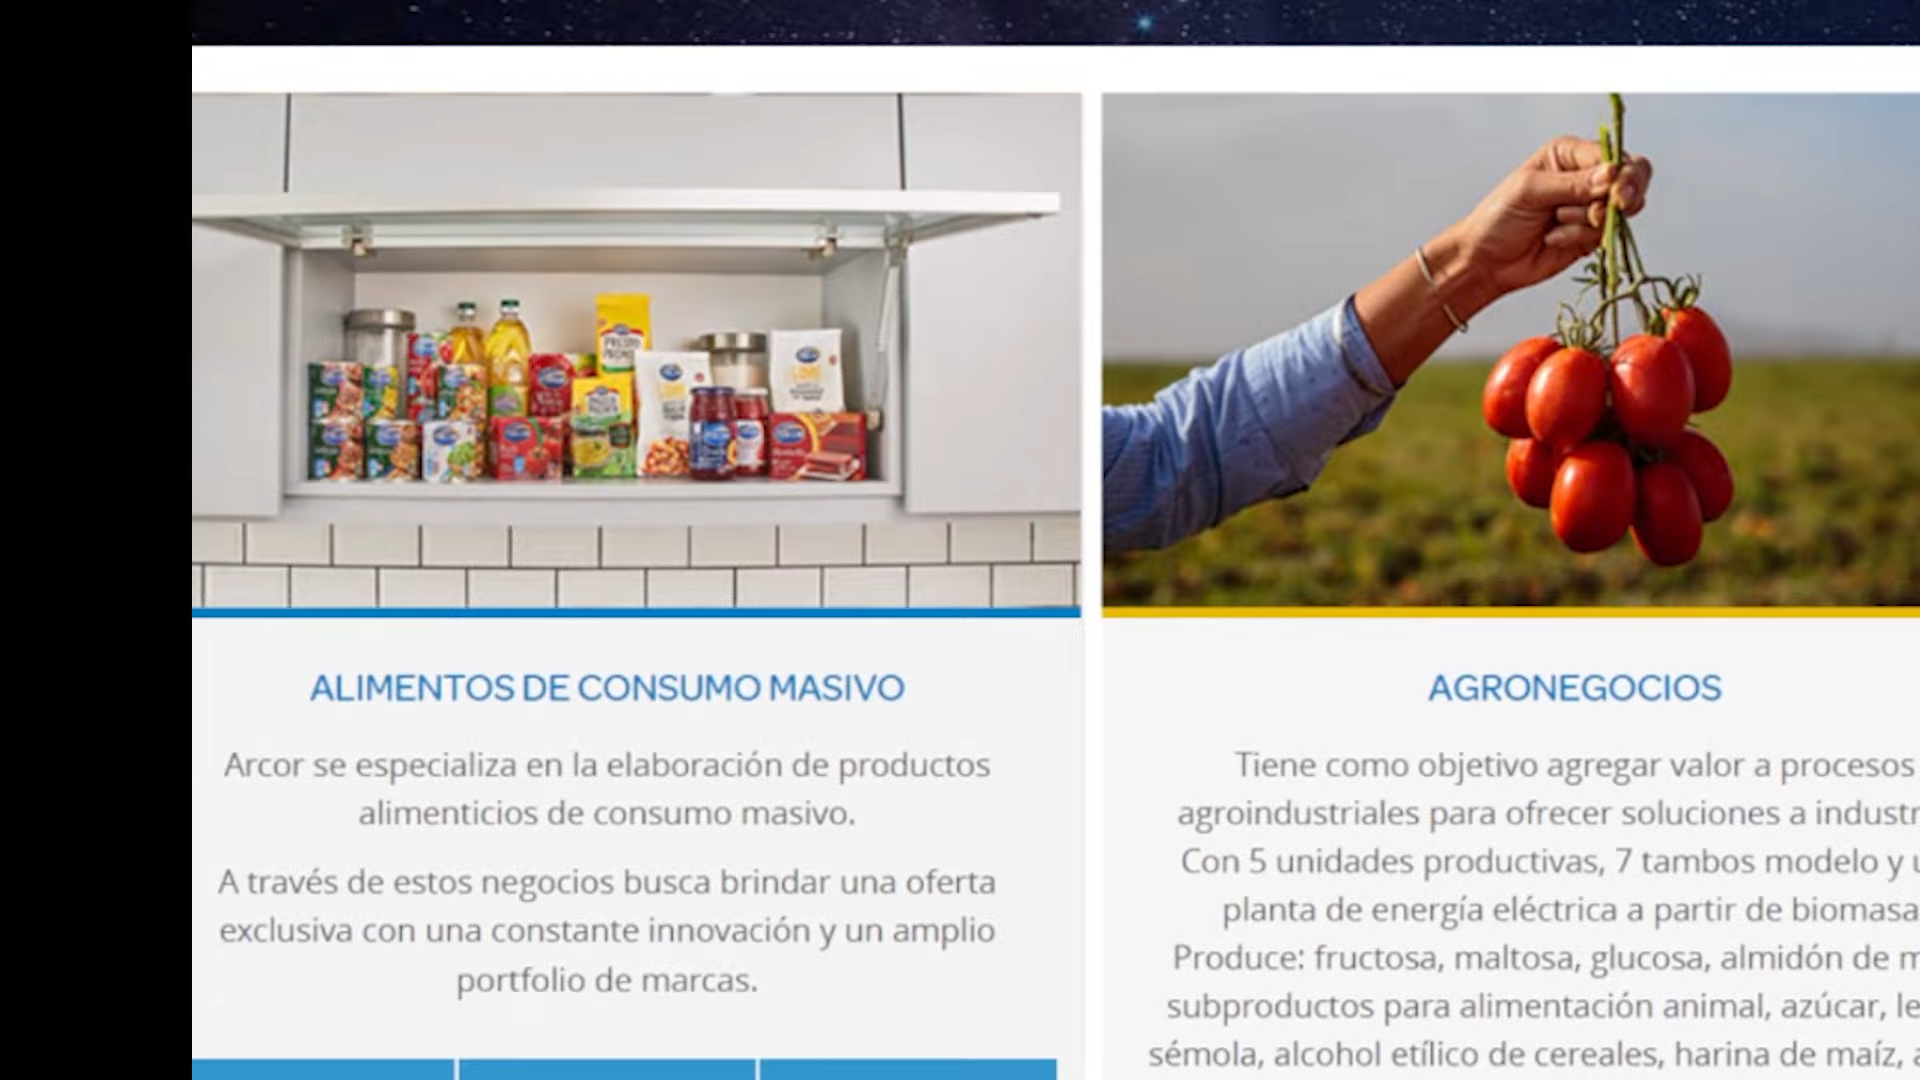 ALIMENTOS DE CONSUMO MASIVO
Arcor se especializa en la elaboración de productos
alimenticios de consumo masivo.
A través de estos negocios busca brindar una oferta
exclusiva con una constante innovación y un amplio
portfolio de marcas.
AGRONEGOCIOS
Tiene como objetivo agregar valor a procesos
agroindustriales para ofrecer soluciones a industr
Con 5 unidades productivas, 7 tambos modelo y u
planta de energía eléctrica a partir de biomasa
Produce: fructosa, maltosa, glucosa, almidón de m
subproductos para alimentación animal, azúcar, le
sémola, alcohol etílico de cereales, harina de maíz, a